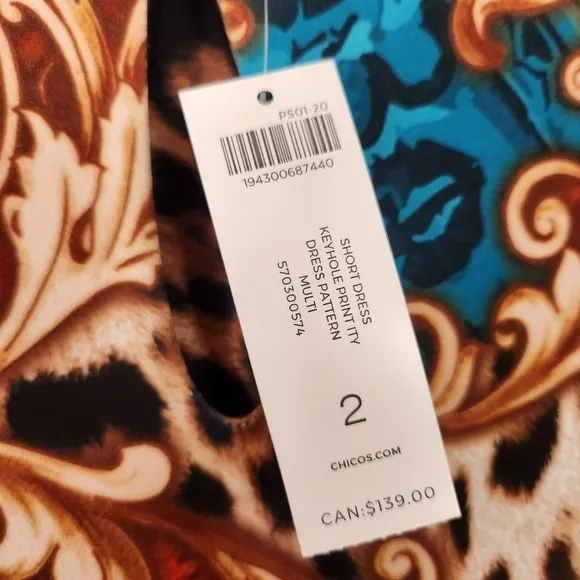 PS01-20
194300687440
SHORT DRESS
KEYHOLE PRINT ITY
DRESS PATTERN
MULTI
570300574
2
CHICOS.COM
CAN:$139.00